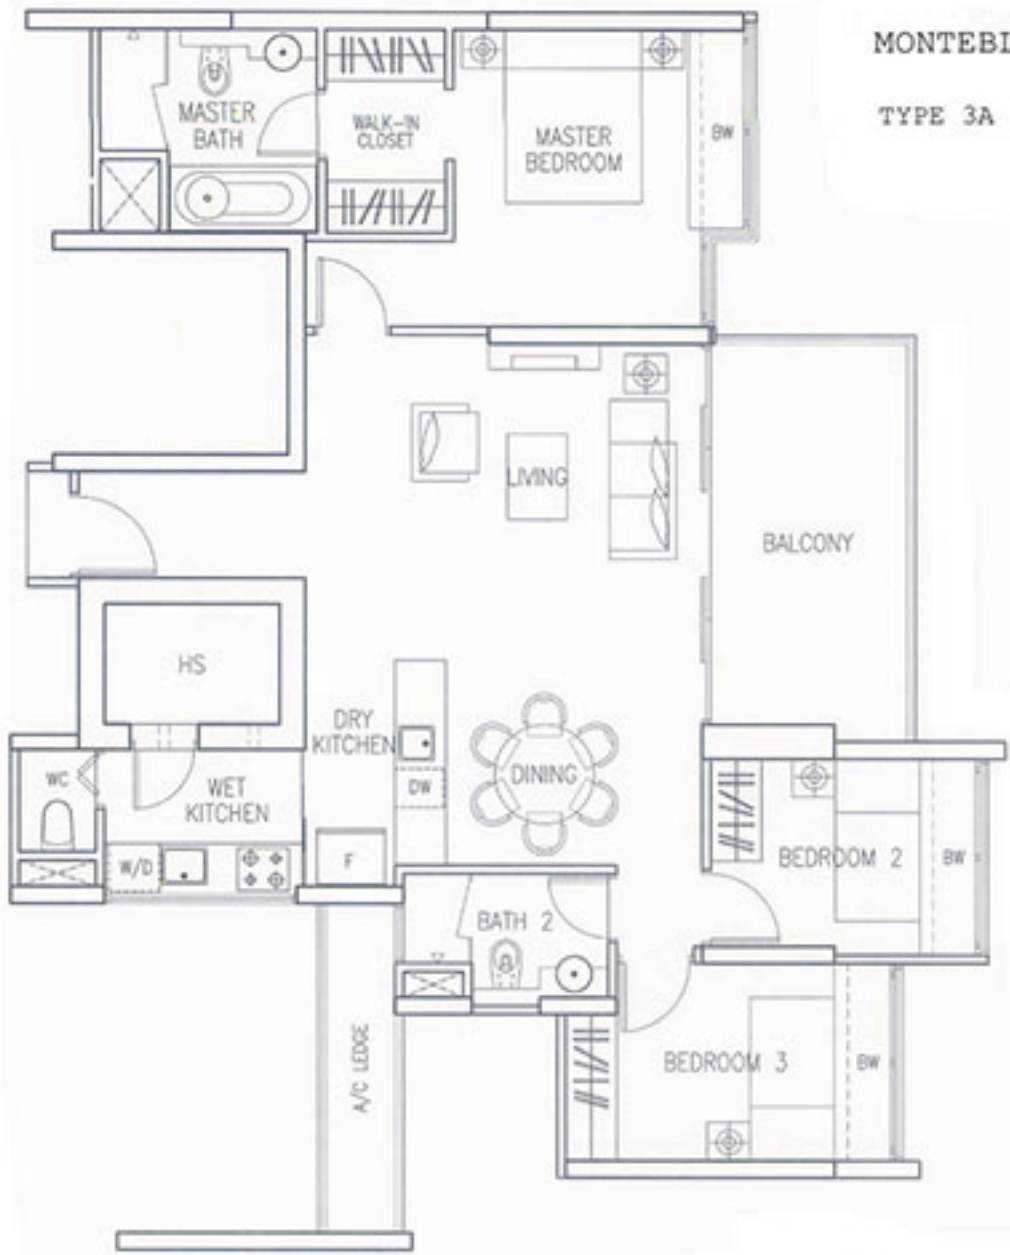 MONTEBI
TYPE 3A
MASTER
BATH
WALK-IN
CLOSET
MASTER
BEDROOM
BW
LIVING
BALCONY
HS
DRY
KITCHEN
WC
WET
KITCHEN
DW
DINING
W/D
F
BEDROOM 2
BW
BATH 2
A/C LEDGE
BEDROOM 3
BW